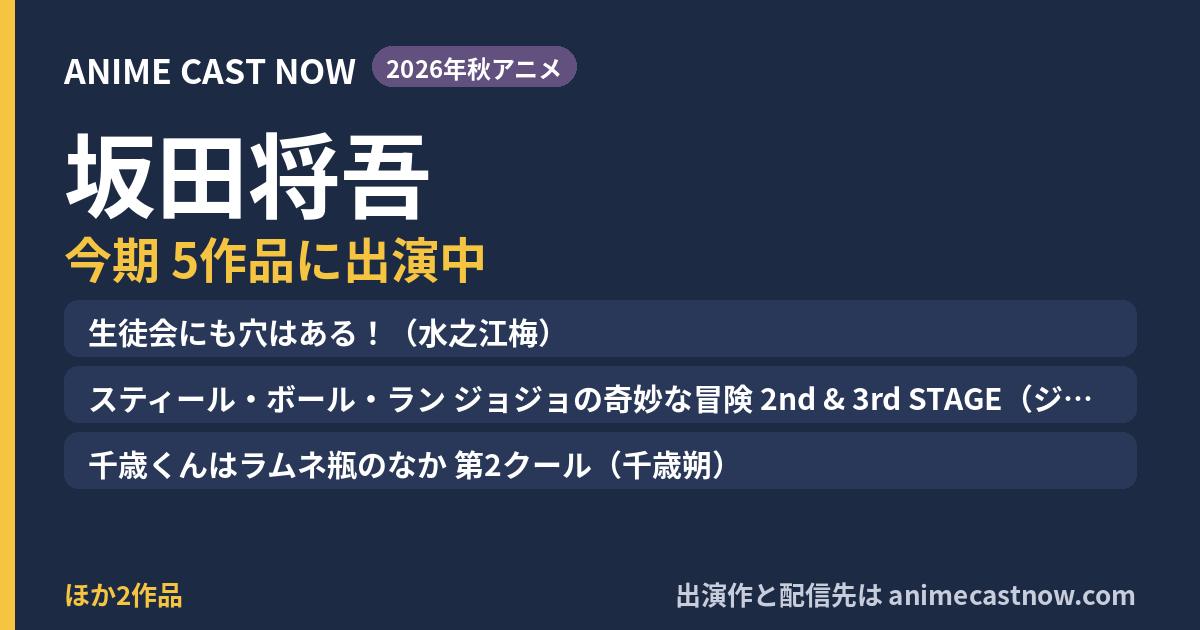 ANIME CAST NOW 2026年秋アニメ
坂田将吾
今期 5作品に出演中
生徒会にも穴はある！（水之江梅）
スティール・ボール・ラン ジョジョの奇妙な冒険 2nd & 3rd STAGE（ジ…
千歳くんはラムネ瓶のなか 第2クール（千歳朔）
ほか2作品
出演作と配信先は animecastnow.com